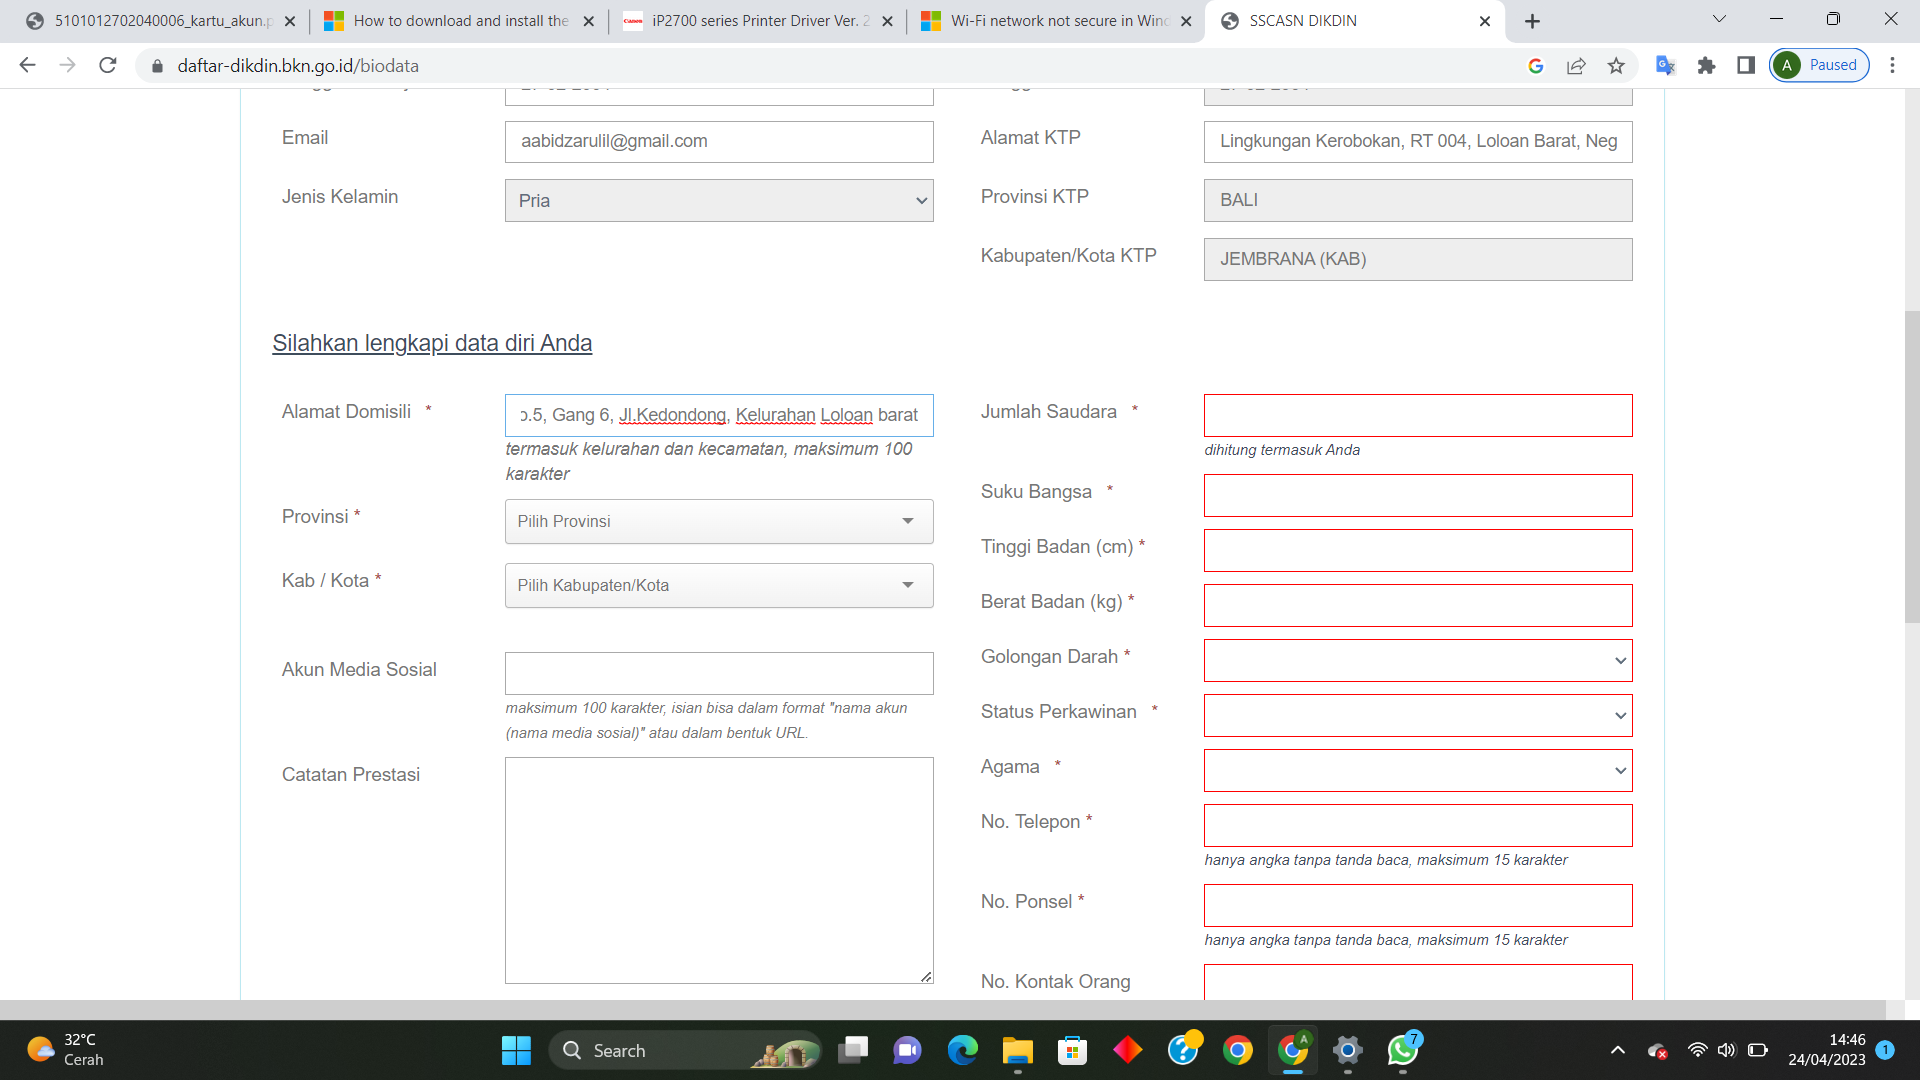 5101012702040006_kartu_akun.p
How to download and install the
Canon iP2700 series Printer Driver Ver. 2
Wi-Fi network not secure in Wind
SSCASN DIKDIN
daftar-dikdin.bkn.go.id/biodata
A Paused
Email
aabidzarulil@gmail.com
Alamat KTP
Lingkungan Kerobokan, RT 004, Loloan Barat, Neg
Jenis Kelamin
Pria
Provinsi KTP
BALI
Kabupaten/Kota KTP
JEMBRANA (KAB)
Silahkan lengkapi data diri Anda
Alamat Domisili *
.5, Gang 6, Jl.Kedondong, Kelurahan Loloan barat
termasuk kelurahan dan kecamatan, maksimum 100
karakter
Provinsi *
Pilih Provinsi
Kab / Kota *
Pilih Kabupaten/Kota
Akun Media Sosial
maksimum 100 karakter, isian bisa dalam format "nama akun
(nama media sosial)" atau dalam bentuk URL.
Catatan Prestasi
Jumlah Saudara *
dihitung termasuk Anda
Suku Bangsa *
Tinggi Badan (cm) *
Berat Badan (kg) *
Golongan Darah *
Status Perkawinan *
Agama *
No. Telepon *
hanya angka tanpa tanda baca, maksimum 15 karakter
No. Ponsel *
hanya angka tanpa tanda baca, maksimum 15 karakter
No. Kontak Orang
32°C
Cerah
Search
A
7
14:46
24/04/2023
1